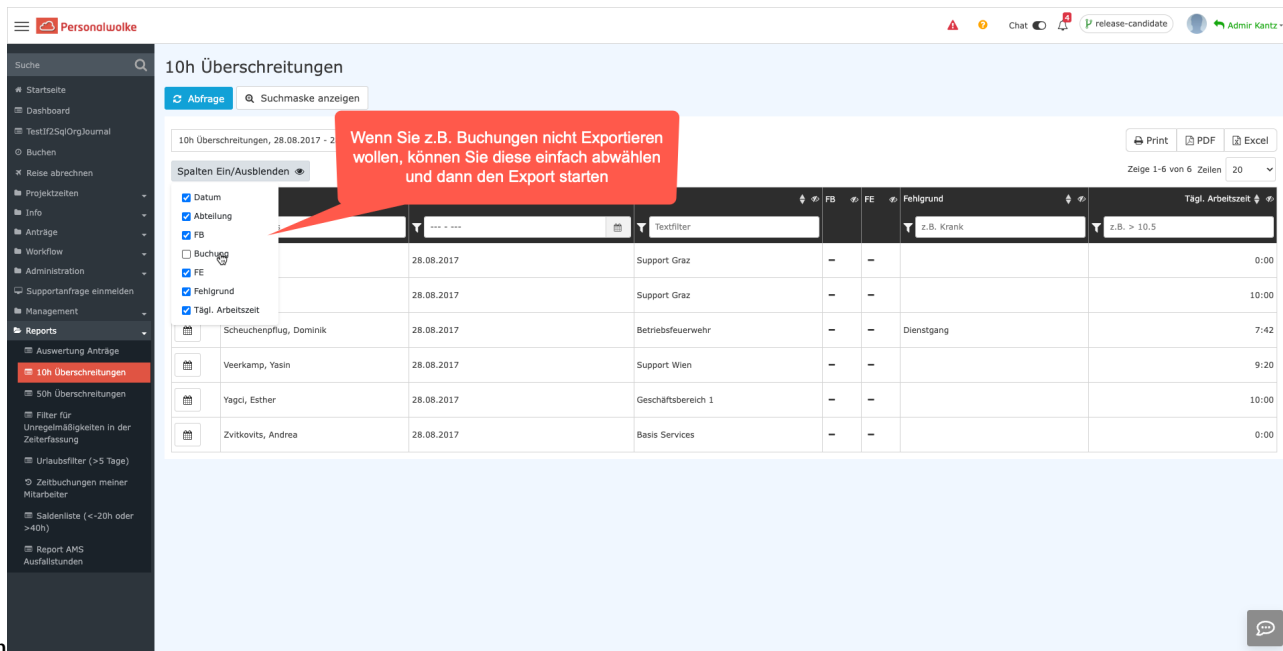 Personalwolke
Chat
4
release-candidate
Admir Kantz
Suche
Startseite
Dashboard
TestIf2SqlOrgJournal
Buchen
Reise abrechnen
Projektzeiten
Info
Anträge
Workflow
Administration
Supportanfrage einmelden
Management
Reports
Auswertung Anträge
10h Überschreitungen
50h Überschreitungen
Filter für
Unregelmäßigkeiten in der
Zeiterfassung
Urlaubsfilter (>5 Tage)
Zeitbuchungen meiner
Mitarbeiter
Saldenliste (<-20h oder
>40h)
Report AMS
Ausfallstunden
10h Überschreitungen
Abfrage Suchmaske anzeigen
10h Überschreitungen, 28.08.2017 - 2
Wenn Sie z.B. Buchungen nicht Exportieren
wollen, können Sie diese einfach abwählen
und dann den Export starten
Print PDF Excel
Spalten Ein/Ausblenden
Zeige 1-6 von 6 Zeilen 20
Datum
Abteilung
FB
Buchung
FE
Fehlgrund
Tägl. Arbeitszeit
FB FE Fehlgrund Tägl. Arbeitszeit
--- - --- Textfilter z.B. Krank z.B. > 10.5
28.08.2017 Support Graz – – 0:00
28.08.2017 Support Graz – – 10:00
Scheuchenpflug, Dominik 28.08.2017 Betriebsfeuerwehr – – Dienstgang 7:42
Veerkamp, Yasin 28.08.2017 Support Wien – – 9:20
Yagci, Esther 28.08.2017 Geschäftsbereich 1 – – 10:00
Zvitkovits, Andrea 28.08.2017 Basis Services – – 0:00